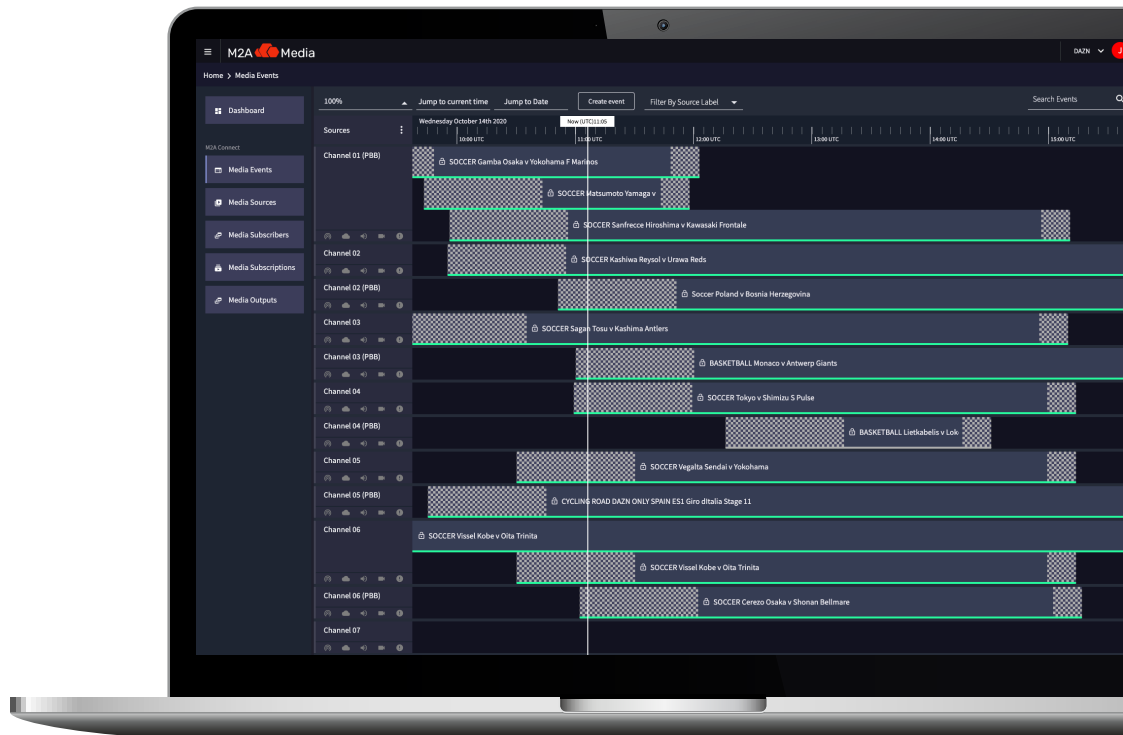 M2A Media
DAZN
J
Home > Media Events
Dashboard
M2A Connect
Media Events
Media Sources
Media Subscribers
Media Subscriptions
Media Outputs
100%
Jump to current time
Jump to Date
Create event
Filter By Source Label
Search Events
Sources
Wednesday October 14th 2020
Now (UTC)11:05
10:00 UTC
11:00 UTC
12:00 UTC
13:00 UTC
14:00 UTC
15:00 UTC
Channel 01 (PBB)
SOCCER Gamba Osaka v Yokohama F Marinos
SOCCER Matsumoto Yamaga v
SOCCER Sanfrecce Hiroshima v Kawasaki Frontale
Channel 02
SOCCER Kashiwa Reysol v Urawa Reds
Channel 02 (PBB)
Soccer Poland v Bosnia Herzegovina
Channel 03
SOCCER Sagan Tosu v Kashima Antlers
Channel 03 (PBB)
BASKETBALL Monaco v Antwerp Giants
Channel 04
SOCCER Tokyo v Shimizu S Pulse
Channel 04 (PBB)
BASKETBALL Lietkabelis v Lok
Channel 05
SOCCER Vegalta Sendai v Yokohama
Channel 05 (PBB)
CYCLING ROAD DAZN ONLY SPAIN ES1 Giro dItalia Stage 11
Channel 06
SOCCER Vissel Kobe v Oita Trinita
SOCCER Vissel Kobe v Oita Trinita
Channel 06 (PBB)
SOCCER Cerezo Osaka v Shonan Bellmare
Channel 07